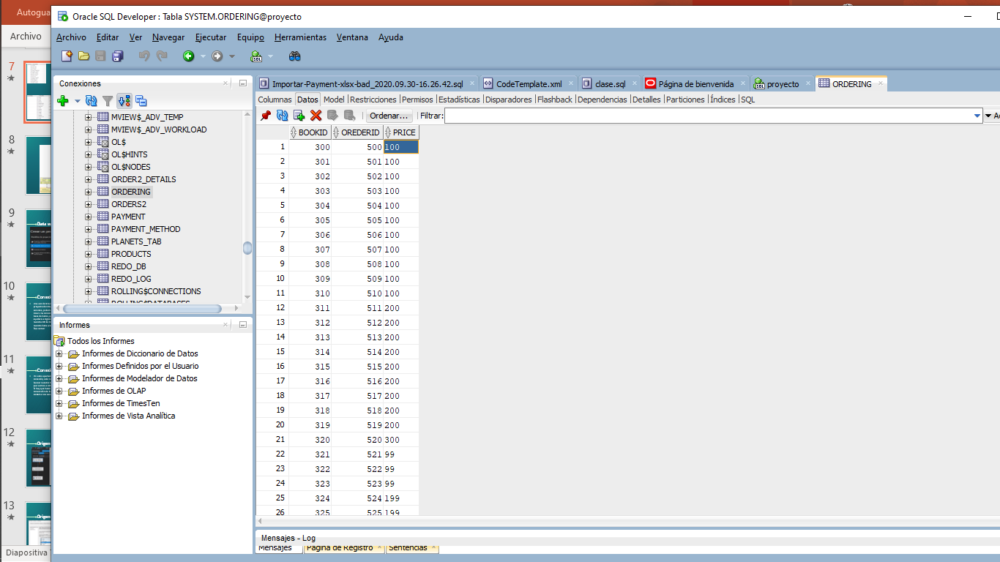 Autogua
Oracle SQL Developer : Tabla SYSTEM.ORDERING@proyecto
Archivo
Archivo Editar Ver Navegar Ejecutar Equipo Herramientas Ventana Ayuda
7
8
9
10
11
12
13
Diapositiva
Conexiones
MVIEW$_ADV_TEMP
MVIEW$_ADV_WORKLOAD
OL$
OL$HINTS
OL$NODES
ORDER2_DETAILS
ORDERING
ORDERS2
PAYMENT
PAYMENT_METHOD
PLANETS_TAB
PRODUCTS
REDO_DB
REDO_LOG
ROLLING$CONNECTIONS
ROLLING$DATABASES
Informes
Todos los Informes
Informes de Diccionario de Datos
Informes Definidos por el Usuario
Informes de Modelador de Datos
Informes de OLAP
Informes de TimesTen
Informes de Vista Analítica
Importar-Payment-xlsx-bad_2020.09.30-16.26.42.sql CodeTemplate.xml clase.sql Página de bienvenida proyecto ORDERING
Columnas Datos Model Restricciones Permisos Estadísticas Disparadores Flashback Dependencias Detalles Particiones Índices SQL
Ordenar... Filtrar:
BOOKID OREDERID PRICE
1 300 500 100
2 301 501 100
3 302 502 100
4 303 503 100
5 304 504 100
6 305 505 100
7 306 506 100
8 307 507 100
9 308 508 100
10 309 509 100
11 310 510 100
12 311 511 200
13 312 512 200
14 313 513 200
15 314 514 200
16 315 515 200
17 316 516 200
18 317 517 200
19 318 518 200
20 319 519 200
21 320 520 300
22 321 521 99
23 322 522 99
24 323 523 99
25 324 524 199
26 325 525 199
Mensajes - Log
Mensajes Página de Registro Sentencias